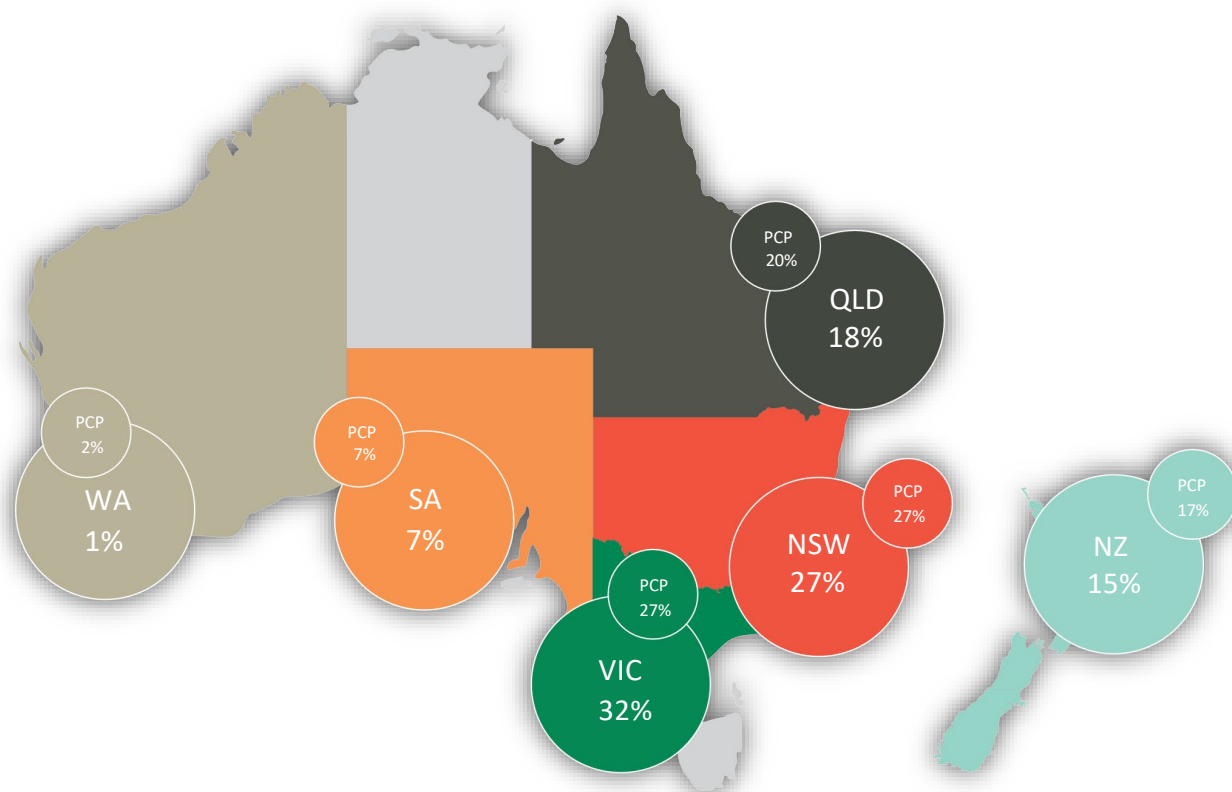 PCP
20%
QLD
18%
PCP
2%
WA
1%
PCP
7%
SA
7%
PCP
27%
NSW
27%
PCP
17%
NZ
15%
PCP
27%
VIC
32%